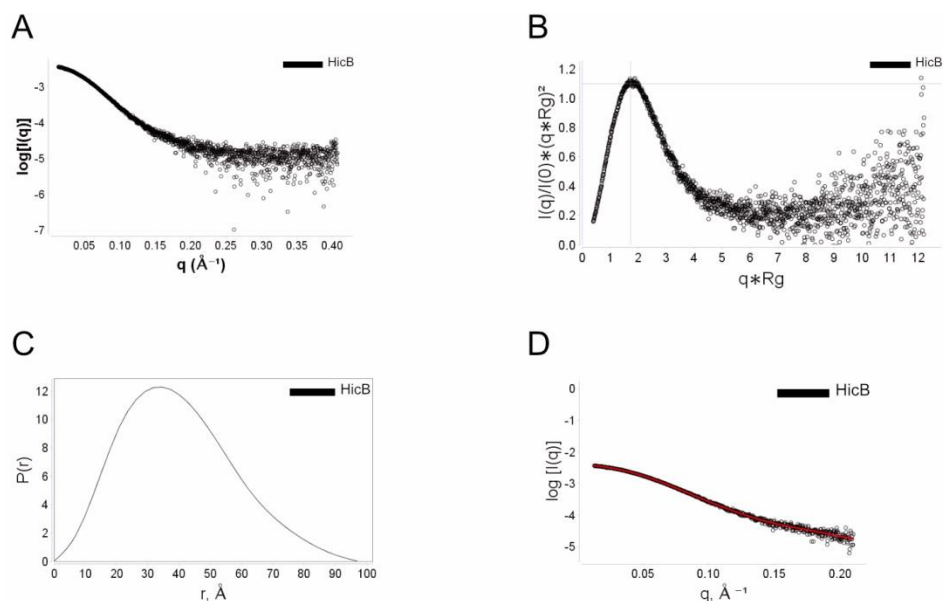 A
HicB
log[I(q)]
-3
-4
-5
-6
-7
0.05 0.10 0.15 0.20 0.25 0.30 0.35 0.40
q (Å⁻¹)
B
HicB
I(q)/I(0)*(q*Rg)²
1.2
1.0
0.8
0.6
0.4
0.2
0.0
0 1 2 3 4 5 6 7 8 9 10 11 12
q*Rg
C
HicB
P(r)
12
10
8
6
4
2
0
0 10 20 30 40 50 60 70 80 90 100
r, Å
D
HicB
log [I(q)]
0
-1
-2
-3
-4
-5
0.05 0.10 0.15 0.20
q, Å ⁻¹